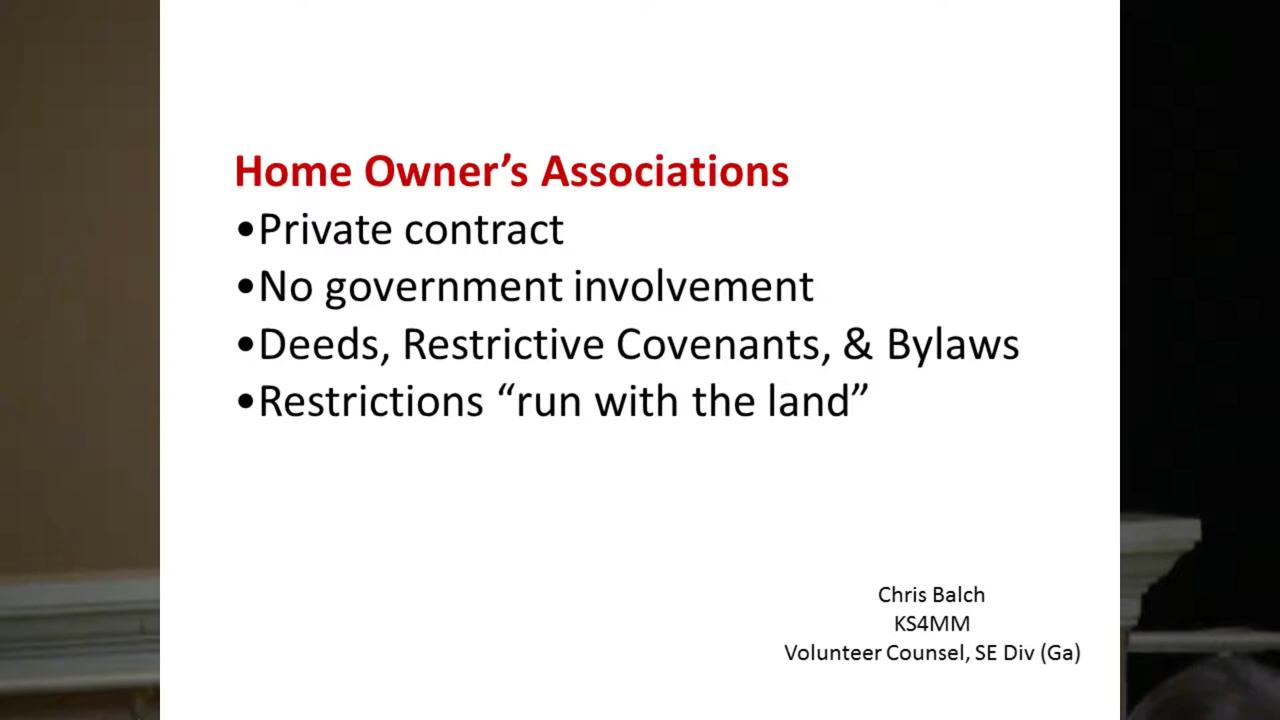 Home Owner’s Associations
•Private contract
•No government involvement
•Deeds, Restrictive Covenants, & Bylaws
•Restrictions “run with the land”
Chris Balch
KS4MM
Volunteer Counsel, SE Div (Ga)